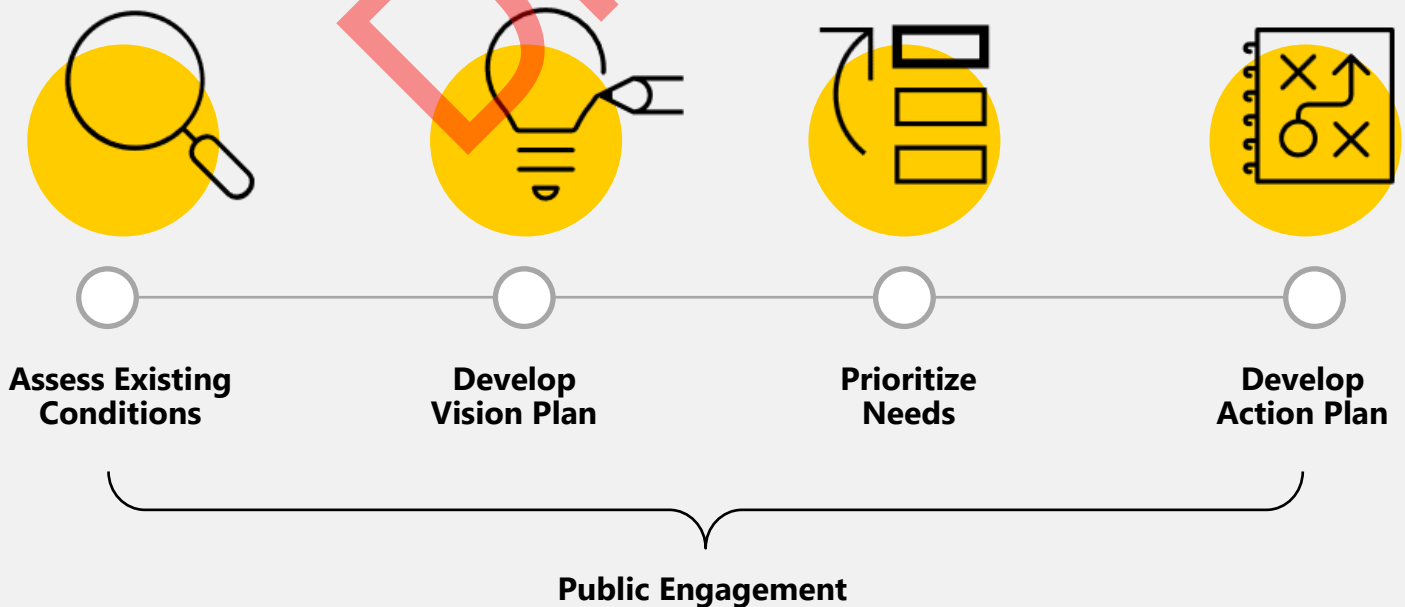 Assess Existing
Conditions
Develop
Vision Plan
Prioritize
Needs
Develop
Action Plan
Public Engagement